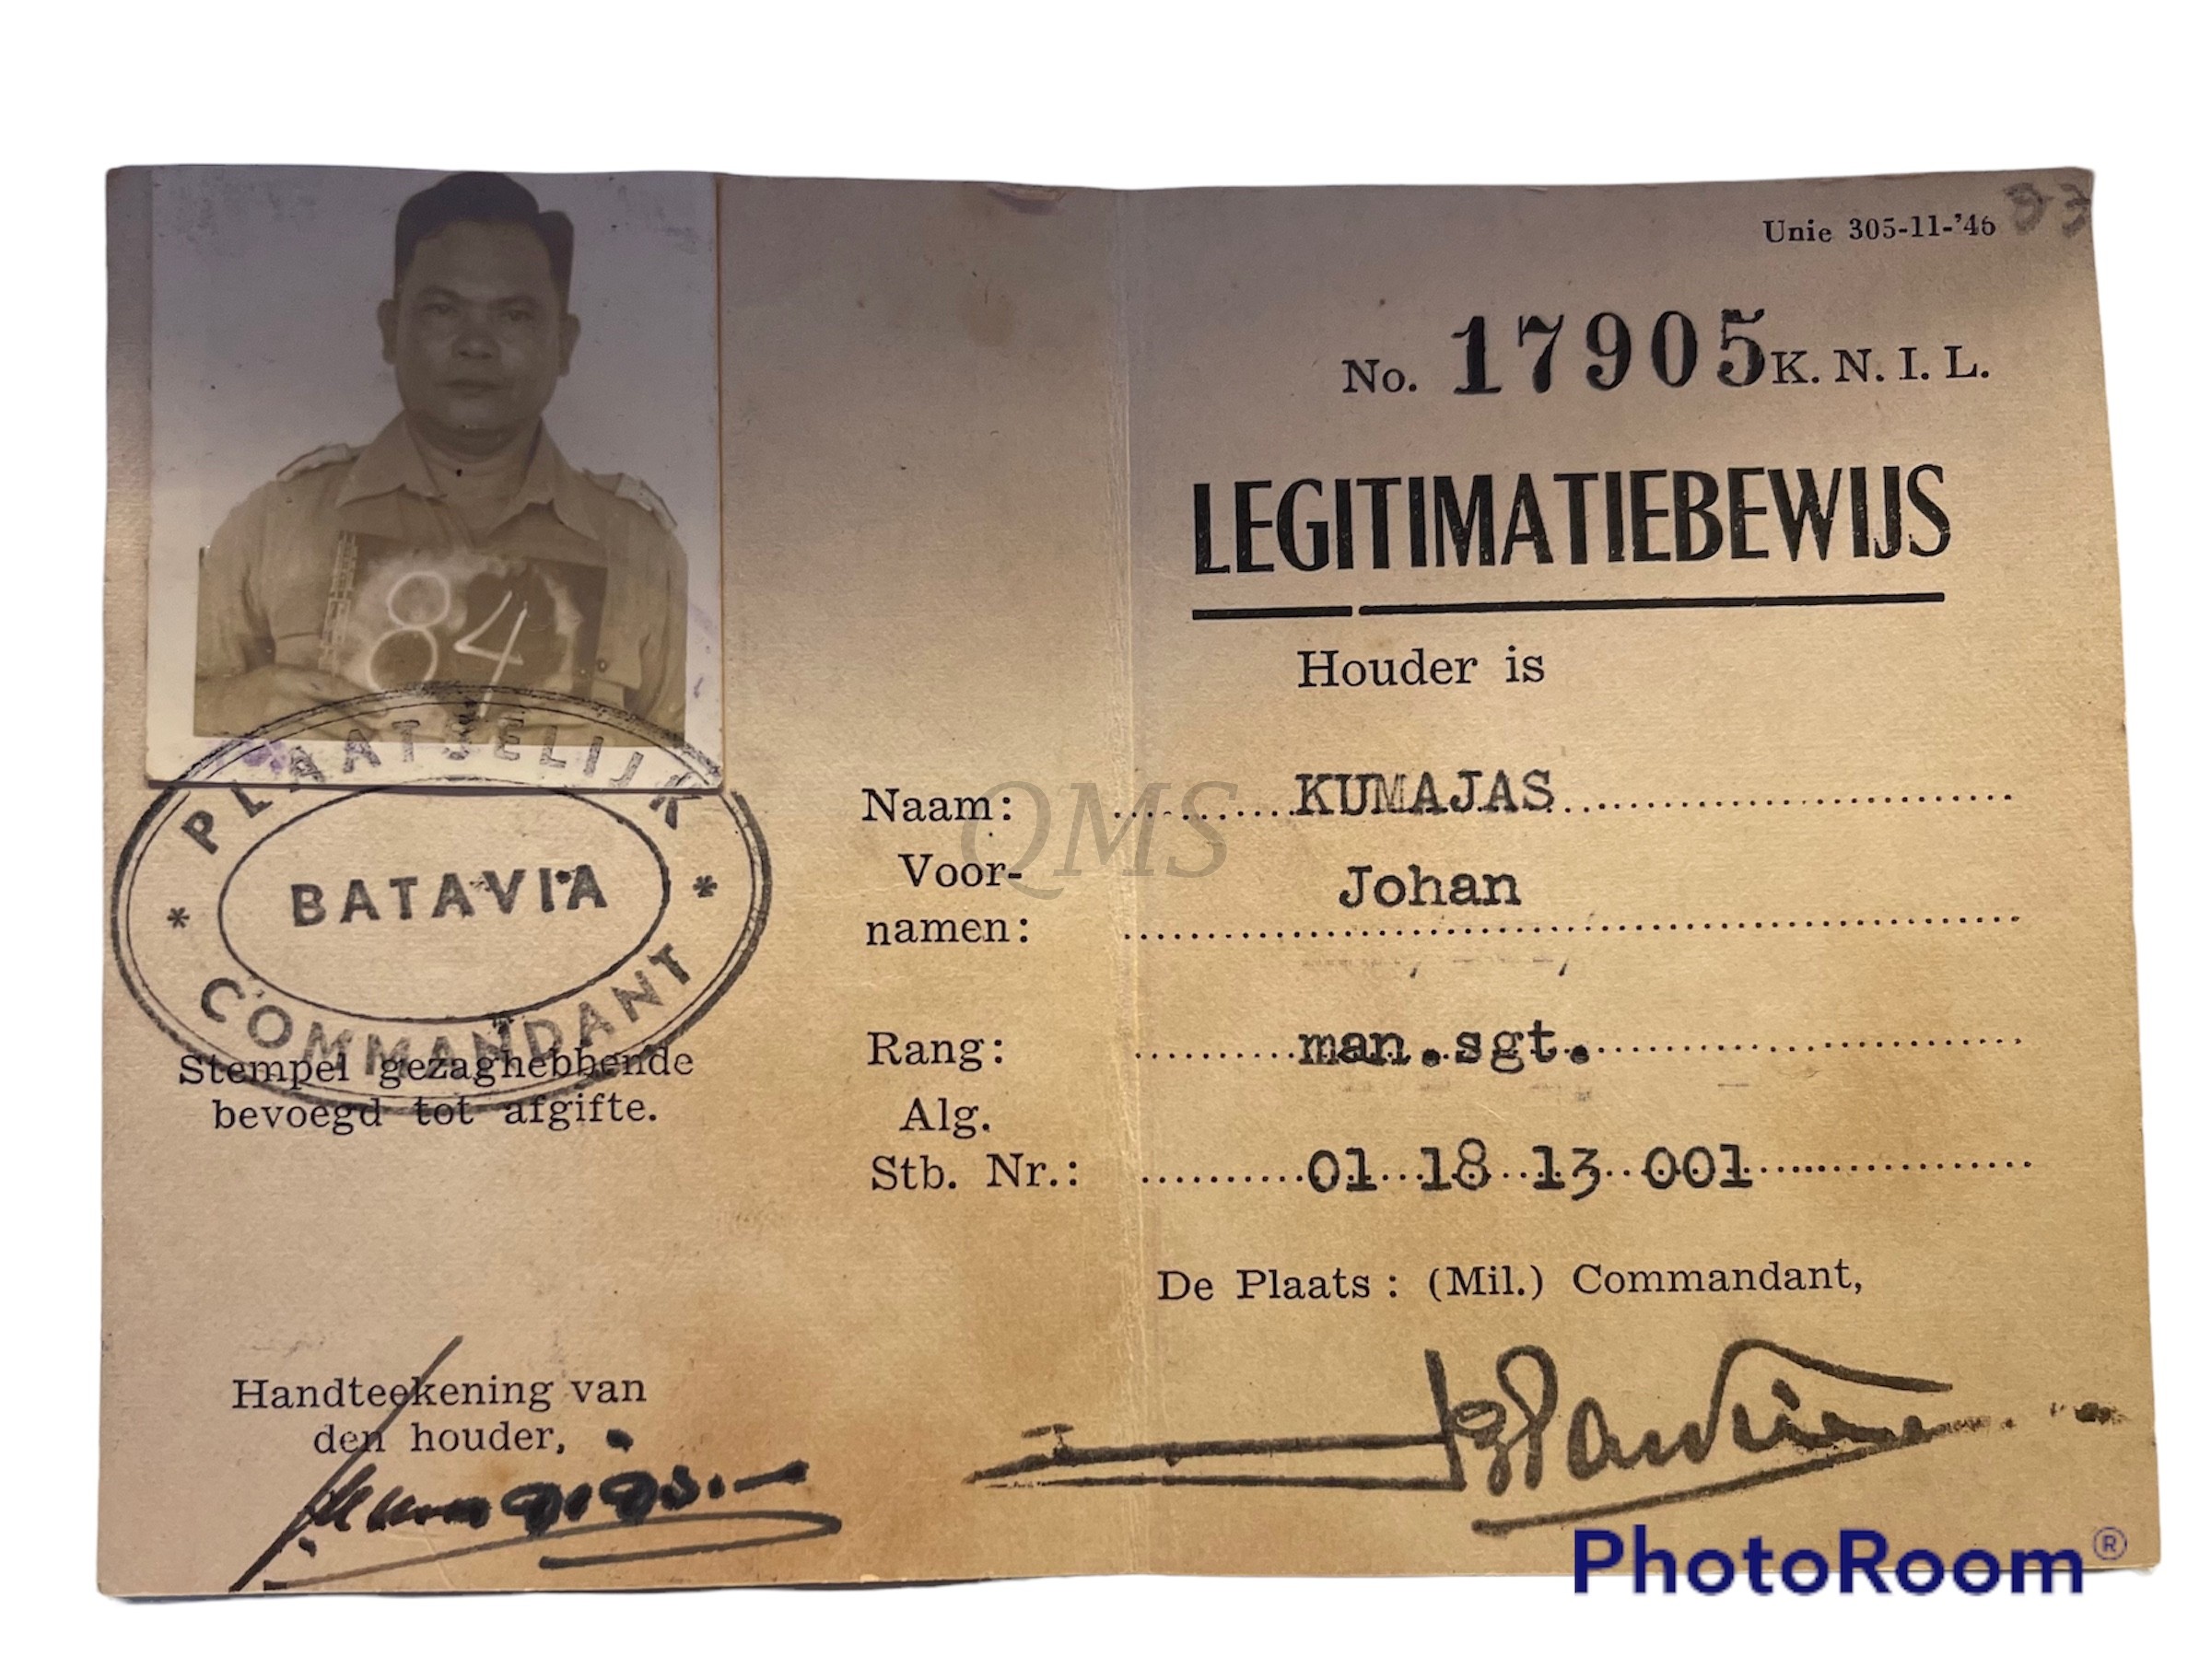 84
PLAATSELIJK
* BATAVIA *
COMMANDANT
Stempel gezaghebbende
bevoegd tot afgifte.
Handteekening van
den houder,
Unie 305-11-'46
No. 17905 K. N. I. L.
LEGITIMATIEBEWIJS
Houder is
Naam: KUMAJAS
Voor-
namen: Johan
Rang: man.sgt.
Alg.
Stb. Nr.: 01 18 13 001
De Plaats: (Mil.) Commandant,
QMS
PhotoRoom®